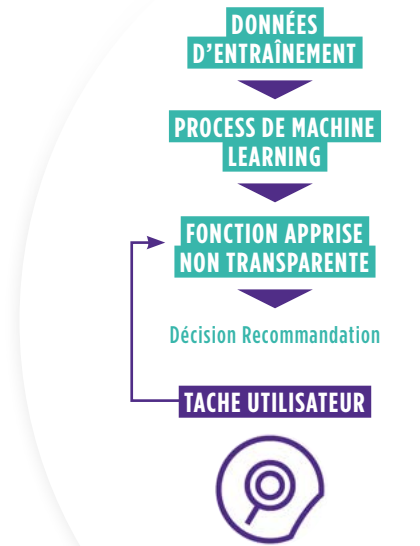 DONNÉES
D'ENTRAÎNEMENT
PROCESS DE MACHINE
LEARNING
FONCTION APPRISE
NON TRANSPARENTE
Décision Recommandation
TACHE UTILISATEUR